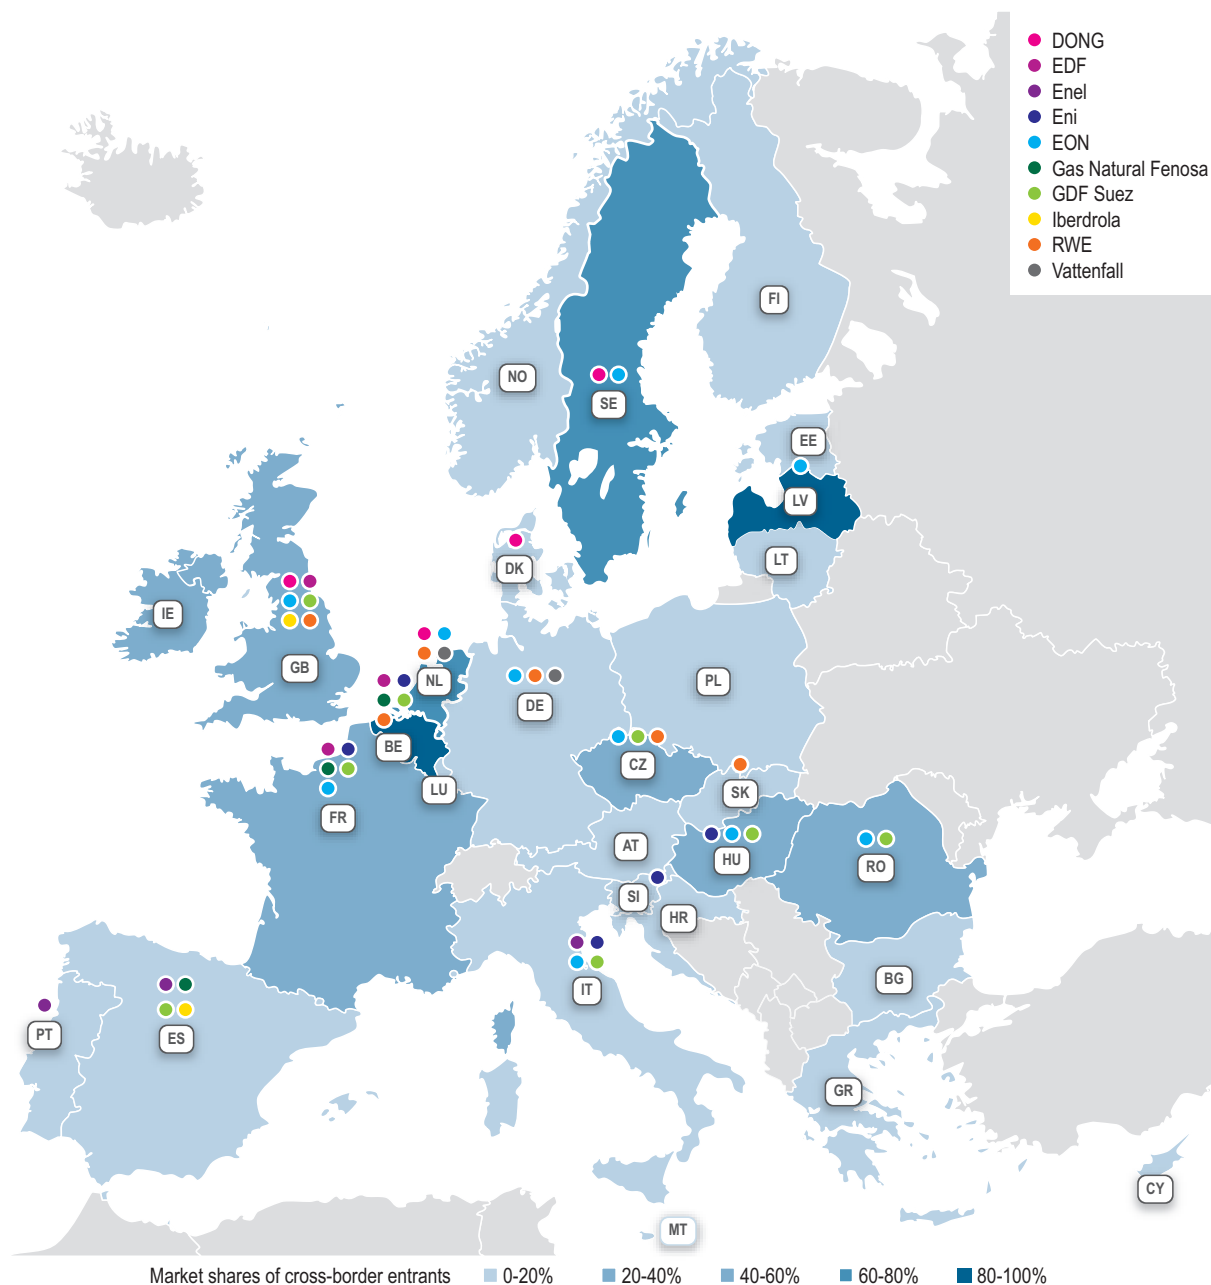 DONG
EDF
Enel
Eni
EON
Gas Natural Fenosa
GDF Suez
Iberdrola
RWE
Vattenfall
FI
NO
SE
EE
LV
LT
DK
IE
GB
NL
DE
PL
BE
CZ
LU
SK
FR
AT
HU
RO
SI
HR
IT
BG
PT
ES
GR
CY
MT
Market shares of cross-border entrants 0-20% 20-40% 40-60% 60-80% 80-100%